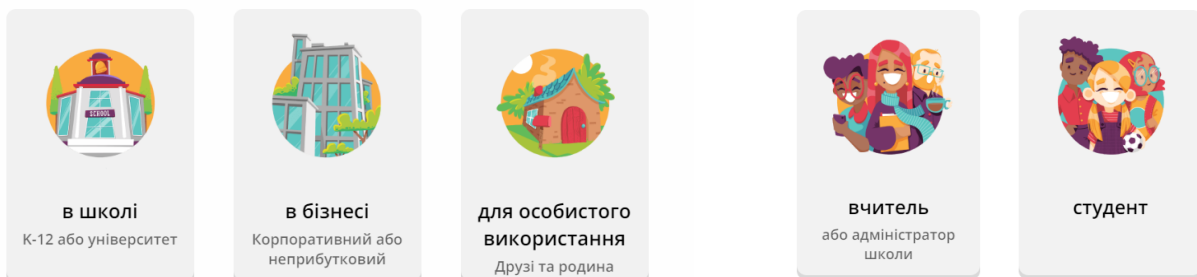 SCHOOL
в школі
К-12 або університет
в бізнесі
Корпоративний або
неприбутковий
для особистого
використання
Друзі та родина
вчитель
або адміністратор
школи
студент